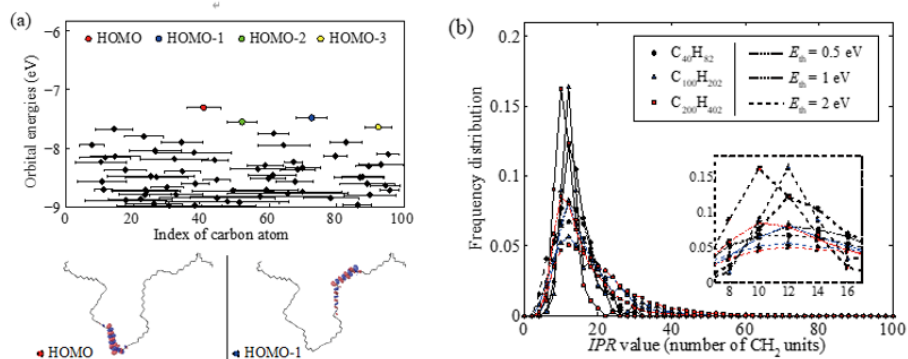 (a)
−6
−7
−8
−9
Orbital energies (eV)
HOMO
HOMO-1
HOMO-2
HOMO-3
0 20 40 60 80 100
Index of carbon atom
HOMO
HOMO-1
(b)
0.2
0.15
0.1
0.05
0
Frequency distribution
C₄₀H₈₂
C₁₀₀H₂₀₂
C₂₀₀H₄₀₂
Eth = 0.5 eV
Eth = 1 eV
Eth = 2 eV
0.15
0.1
0.05
0
8 10 12 14 16
0 20 40 60 80 100
IPR value (number of CH₂ units)